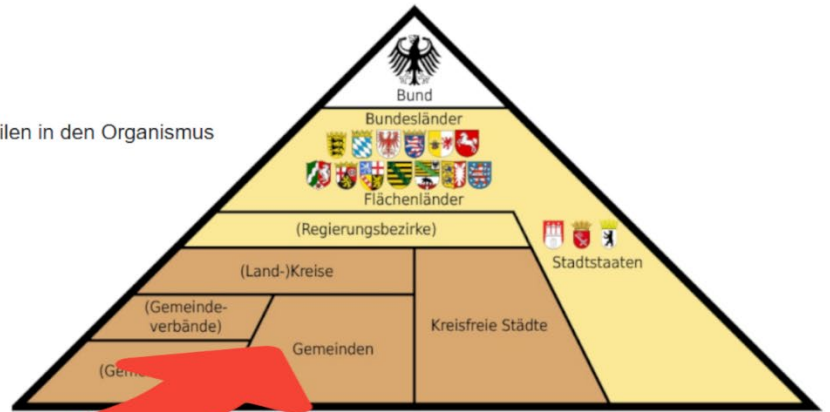 ilen in den Organismus
Bund
Bundesländer
Flächenländer
(Regierungsbezirke)
Stadtstaaten
(Land-)Kreise
(Gemeinde-
verbände)
Kreisfreie Städte
Gemeinden